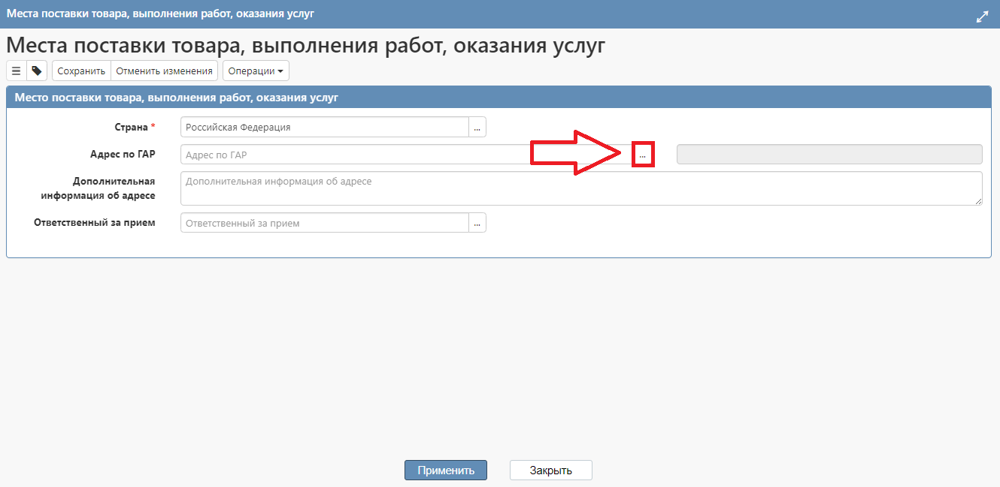 Места поставки товара, выполнения работ, оказания услуг
Места поставки товара, выполнения работ, оказания услуг
Сохранить Отменить изменения Операции
Место поставки товара, выполнения работ, оказания услуг
Страна * Российская Федерация ...
Адрес по ГАР Адрес по ГАР ...
Дополнительная информация об адресе Дополнительная информация об адресе
Ответственный за прием Ответственный за прием ...
Применить Закрыть